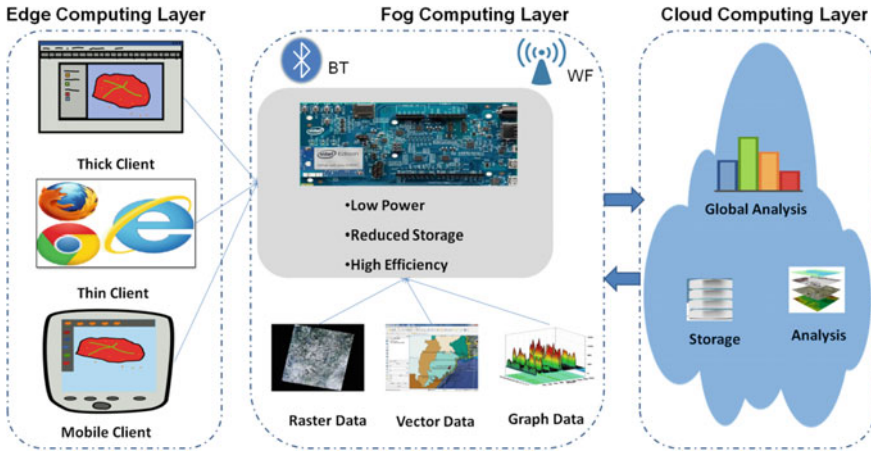 Edge Computing Layer
Fog Computing Layer
Cloud Computing Layer
BT
WF
Thick Client
Thin Client
Mobile Client
•Low Power
•Reduced Storage
•High Efficiency
Raster Data
Vector Data
Graph Data
Global Analysis
Storage
Analysis